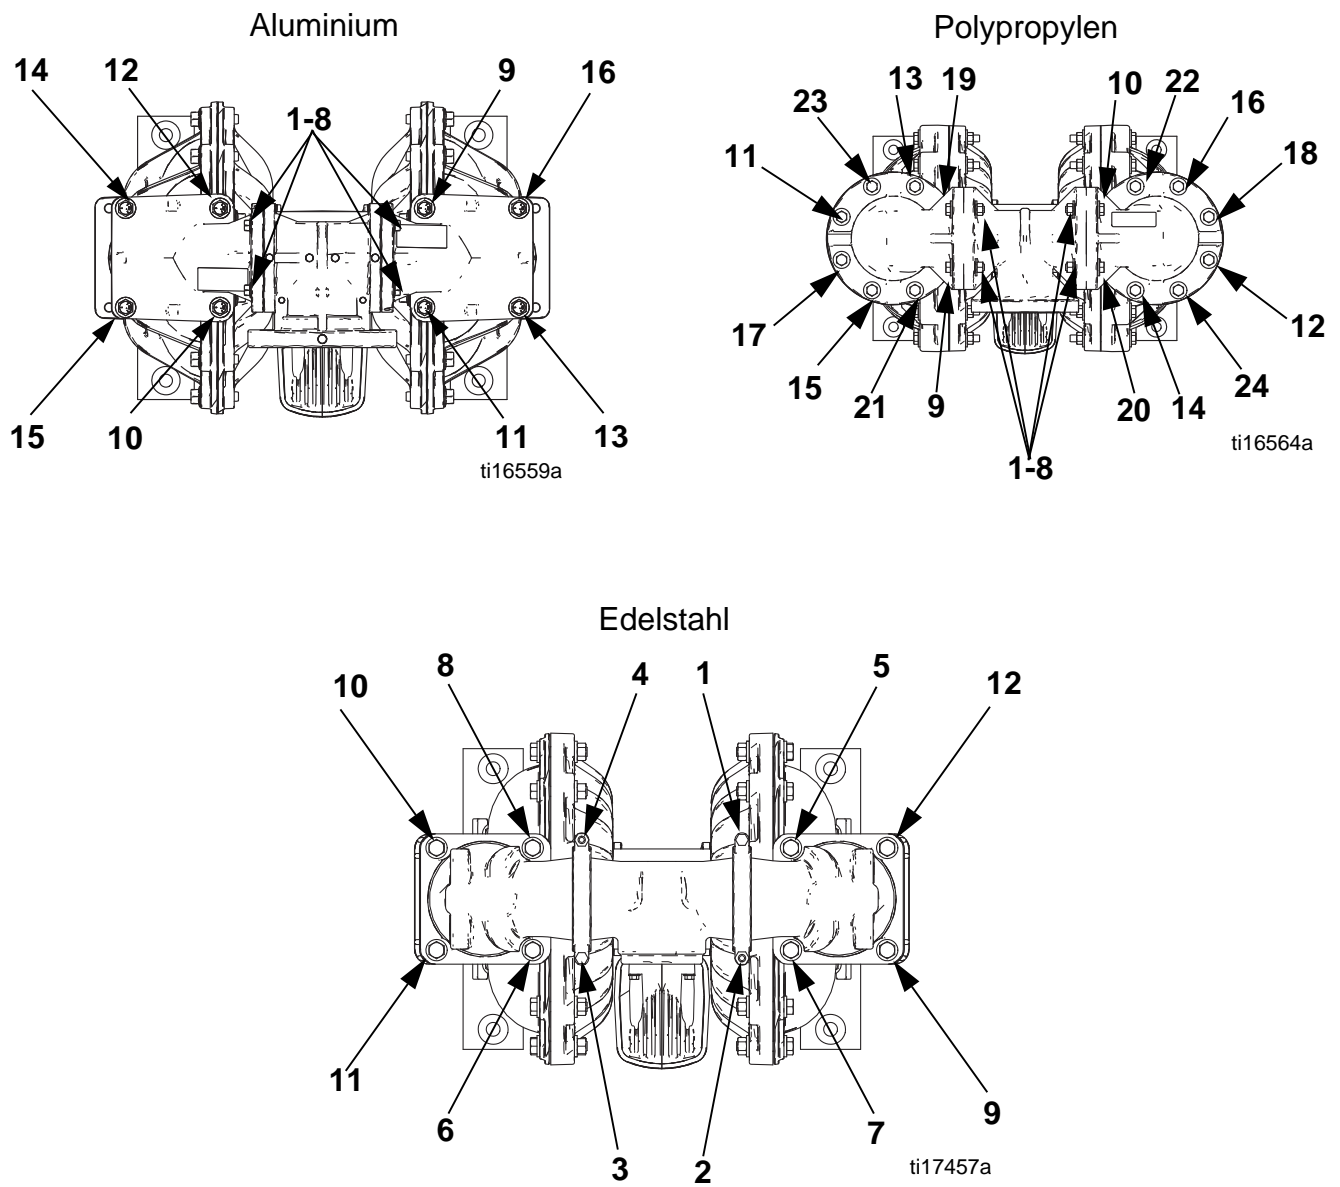 Aluminium
14 12 9 16
1-8
15 10 11 13
ti16559a
Polypropylen
23 13 19 10 22 16
11 18
17 12
15 21 9 20 14 24
1-8
ti16564a
Edelstahl
10 8 4 1 5 12
11 6 3 2 7 9
ti17457a